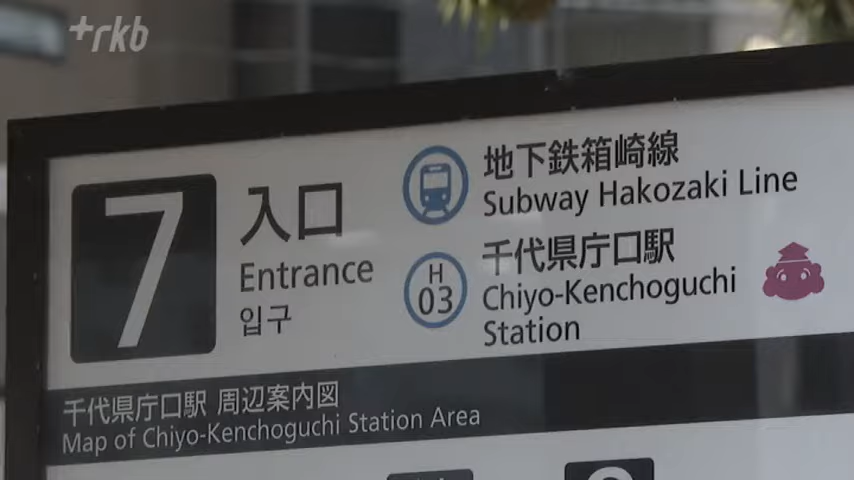 +rkb
7
入口
Entrance
입구
地下鉄箱崎線
Subway Hakozaki Line
H
03
千代県庁口駅
Chiyo-Kenchoguchi
Station
千代県庁口駅 周辺案内図
Map of Chiyo-Kenchoguchi Station Area